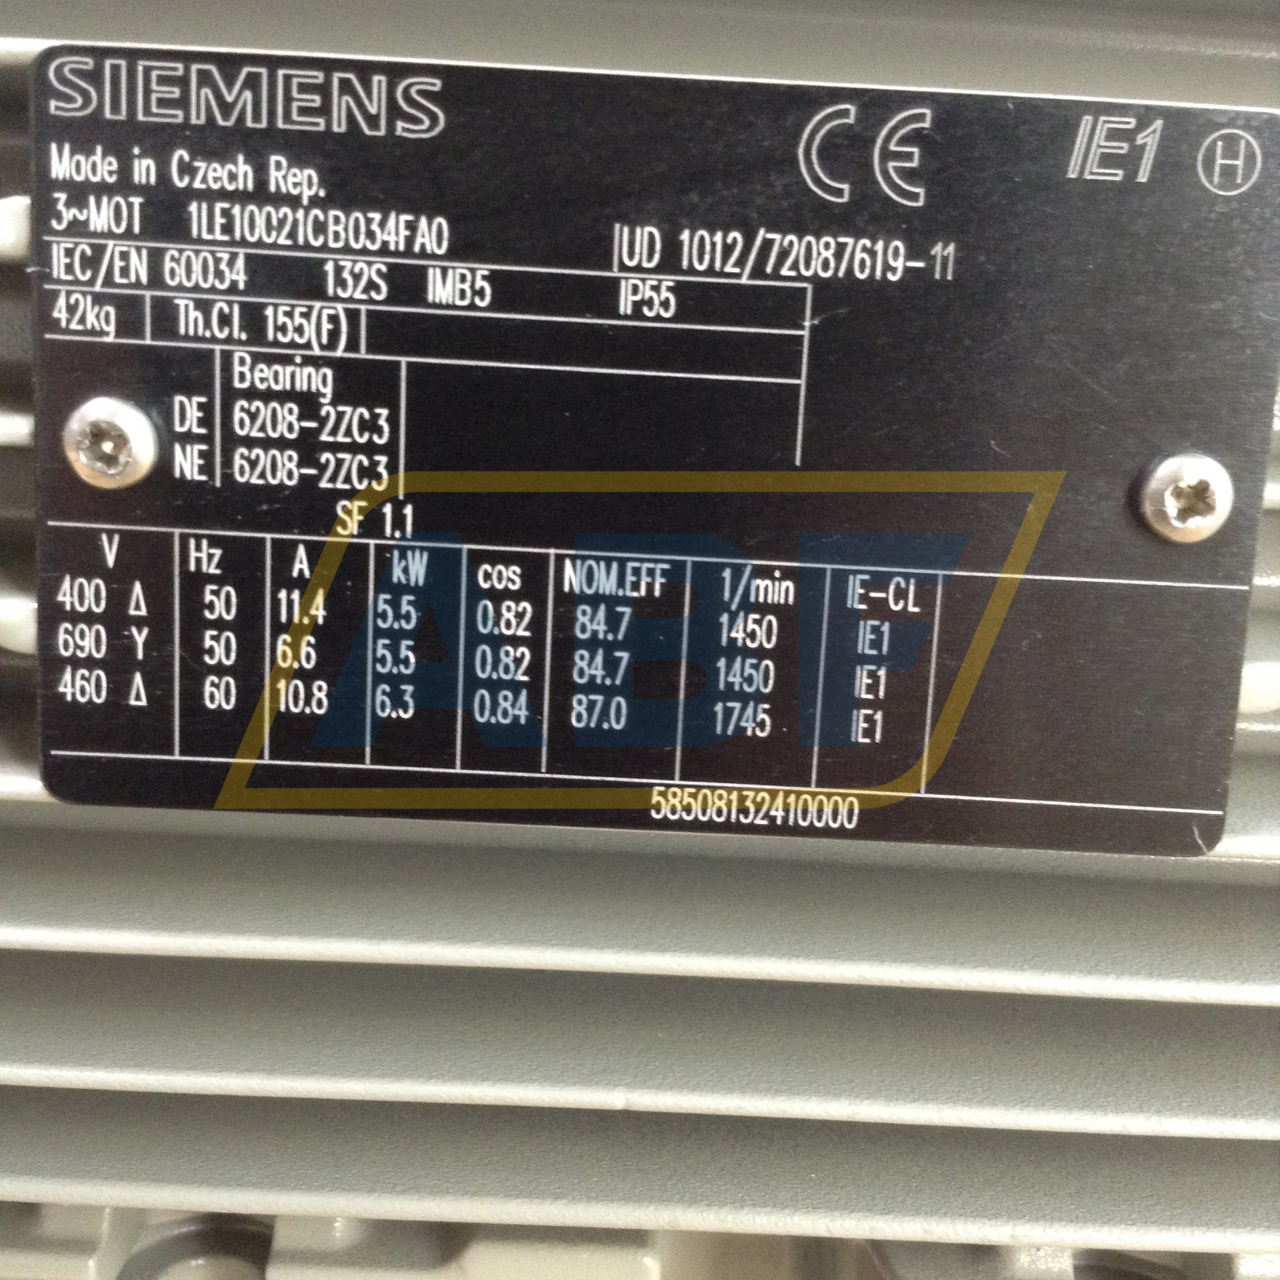 SIEMENS
CE IE1 H
Made in Czech Rep.
3~MOT 1LE10021CB034FA0 UD 1012/72087619-11
IEC/EN 60034 132S IMB5 IP55
42kg Th.Cl. 155(F)
Bearing
DE 6208-2ZC3
NE 6208-2ZC3
SF 1.1
V Hz A kW cos NOM.EFF 1/min IE-CL
400 Δ 50 11.4 5.5 0.82 84.7 1450 IE1
690 Y 50 6.6 5.5 0.82 84.7 1450 IE1
460 Δ 60 10.8 6.3 0.84 87.0 1745 IE1
58508132410000
ABF